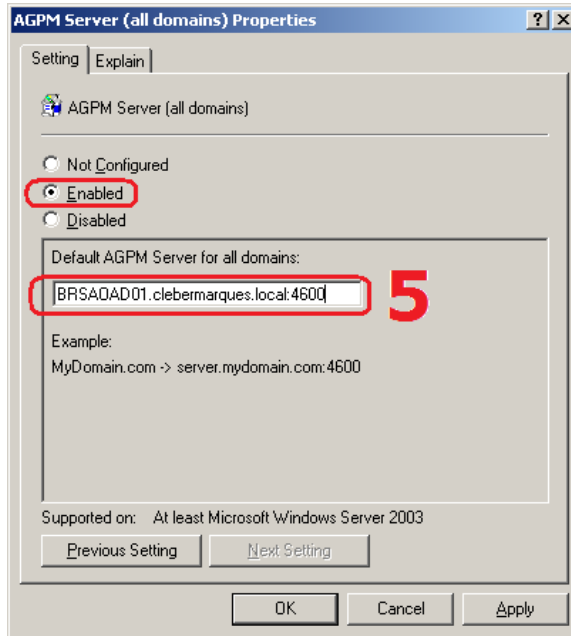 AGPM Server (all domains) Properties
Setting
Explain
AGPM Server (all domains)
Not Configured
Enabled
Disabled
Default AGPM Server for all domains:
BRSAOAD01.clebermarques.local:4600
5
Example:
MyDomain.com -> server.mydomain.com:4600
Supported on: At least Microsoft Windows Server 2003
Previous Setting
Next Setting
OK
Cancel
Apply